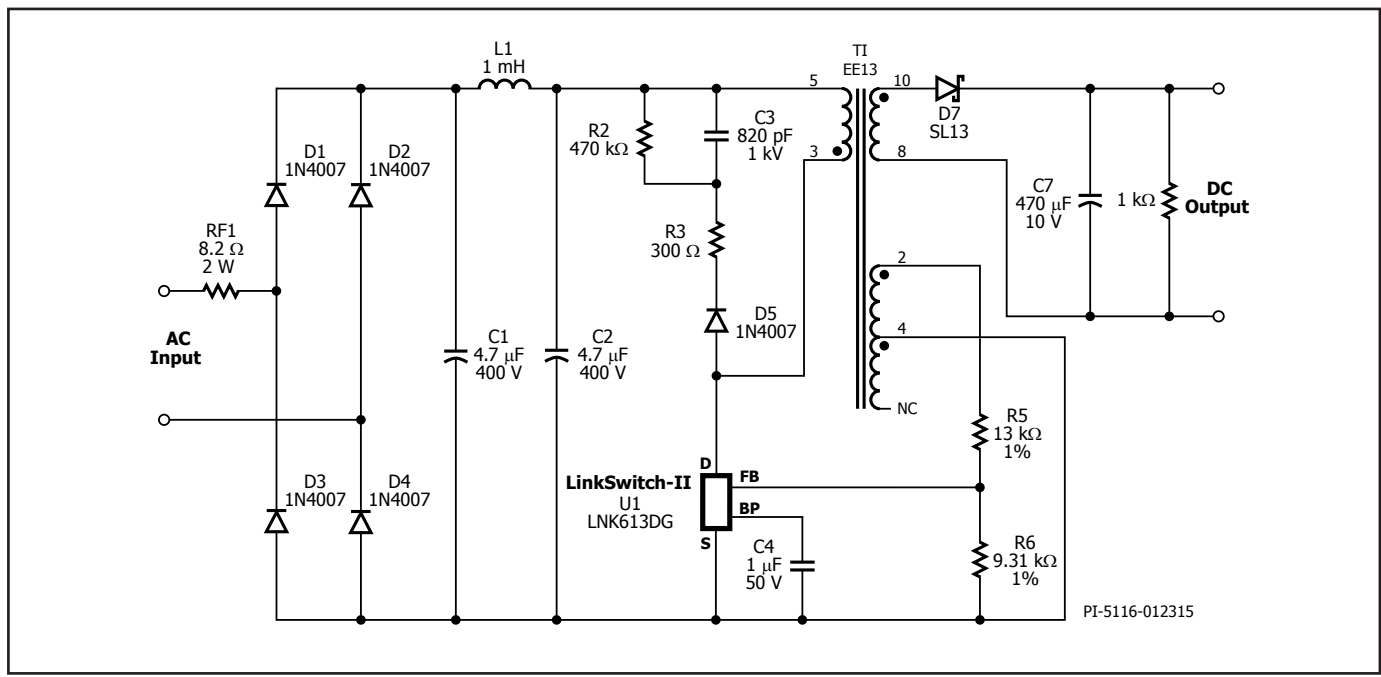 L1
1 mH
TI
EE13
5
10
D7
SL13
R2
470 kΩ
C3
820 pF
1 kV
3
8
D1
1N4007
D2
1N4007
C7
470 μF
10 V
1 kΩ
DC
Output
RF1
8.2 Ω
2 W
R3
300 Ω
2
AC
Input
D5
1N4007
4
C1
4.7 μF
400 V
C2
4.7 μF
400 V
NC
R5
13 kΩ
1%
D3
1N4007
D4
1N4007
D
FB
LinkSwitch-II
U1
LNK613DG
BP
S
C4
1 μF
50 V
R6
9.31 kΩ
1%
PI-5116-012315